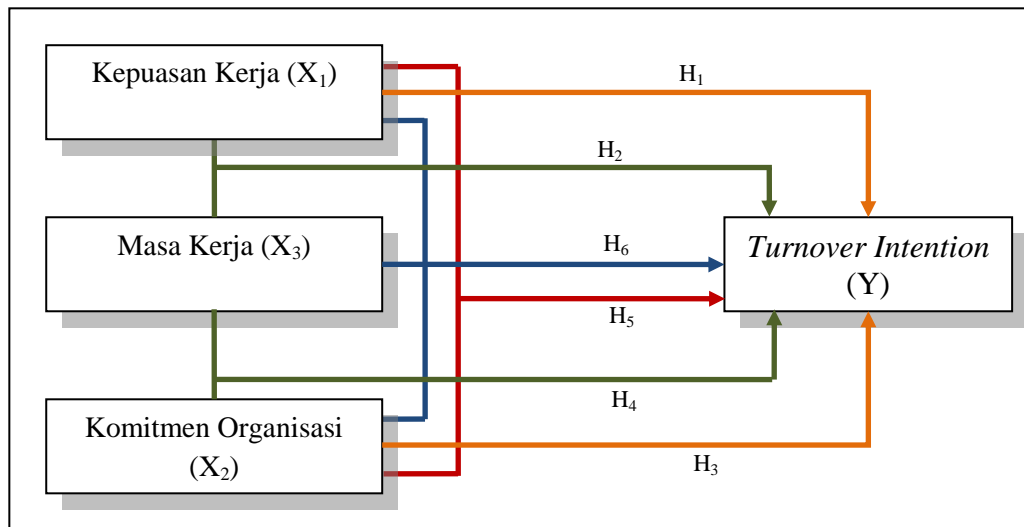 Kepuasan Kerja (X₁)
H₁
H₂
Masa Kerja (X₃)
H₆
Turnover Intention
(Y)
H₅
H₄
Komitmen Organisasi
(X₂)
H₃